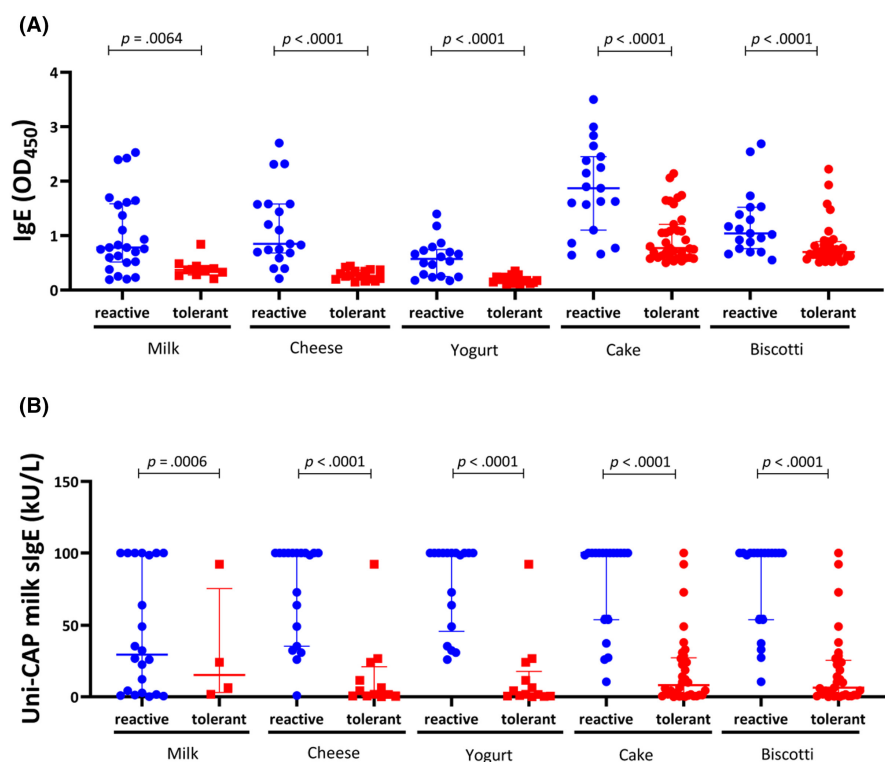 (A)
p = .0064 p < .0001 p < .0001 p < .0001 p < .0001
IgE (OD450)
4
3
2
1
0
reactive tolerant reactive tolerant reactive tolerant reactive tolerant reactive tolerant
Milk Cheese Yogurt Cake Biscotti
(B)
p = .0006 p < .0001 p < .0001 p < .0001 p < .0001
Uni-CAP milk sIgE (kU/L)
150
100
50
0
reactive tolerant reactive tolerant reactive tolerant reactive tolerant reactive tolerant
Milk Cheese Yogurt Cake Biscotti